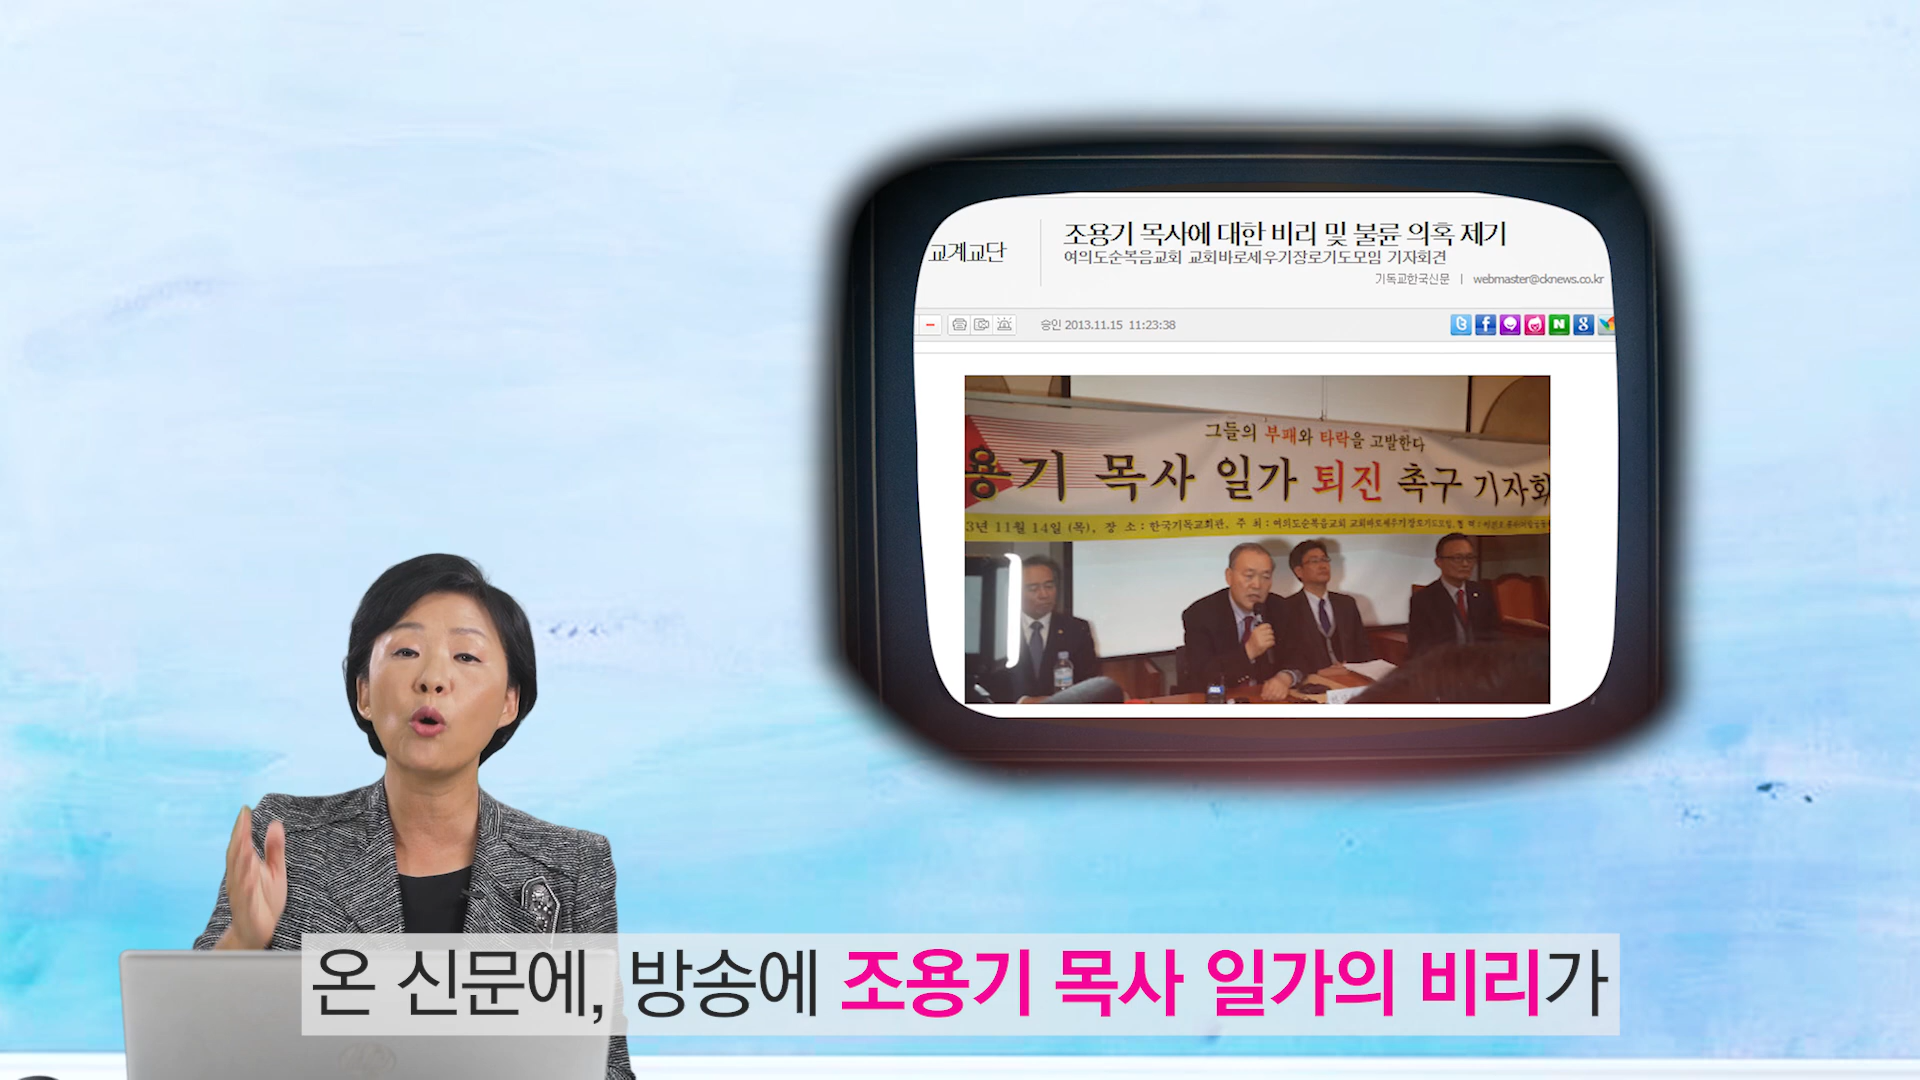 교계교단
조용기 목사에 대한 비리 및 불륜 의혹 제기
여의도순복음교회 교회바로세우기장로기도모임 기자회견
기독교한국신문 | webmaster@cknews.co.kr
승인 2013.11.15 11:23:38
그들의 부패와 타락을 고발한다
용기 목사 일가 퇴진 촉구 기자회
3년 11월 14일 (목), 장 소 : 한국기독교회관, 주 최 : 여의도순복음교회 교회바로세우기장로기도모임,
온 신문에, 방송에 조용기 목사 일가의 비리가